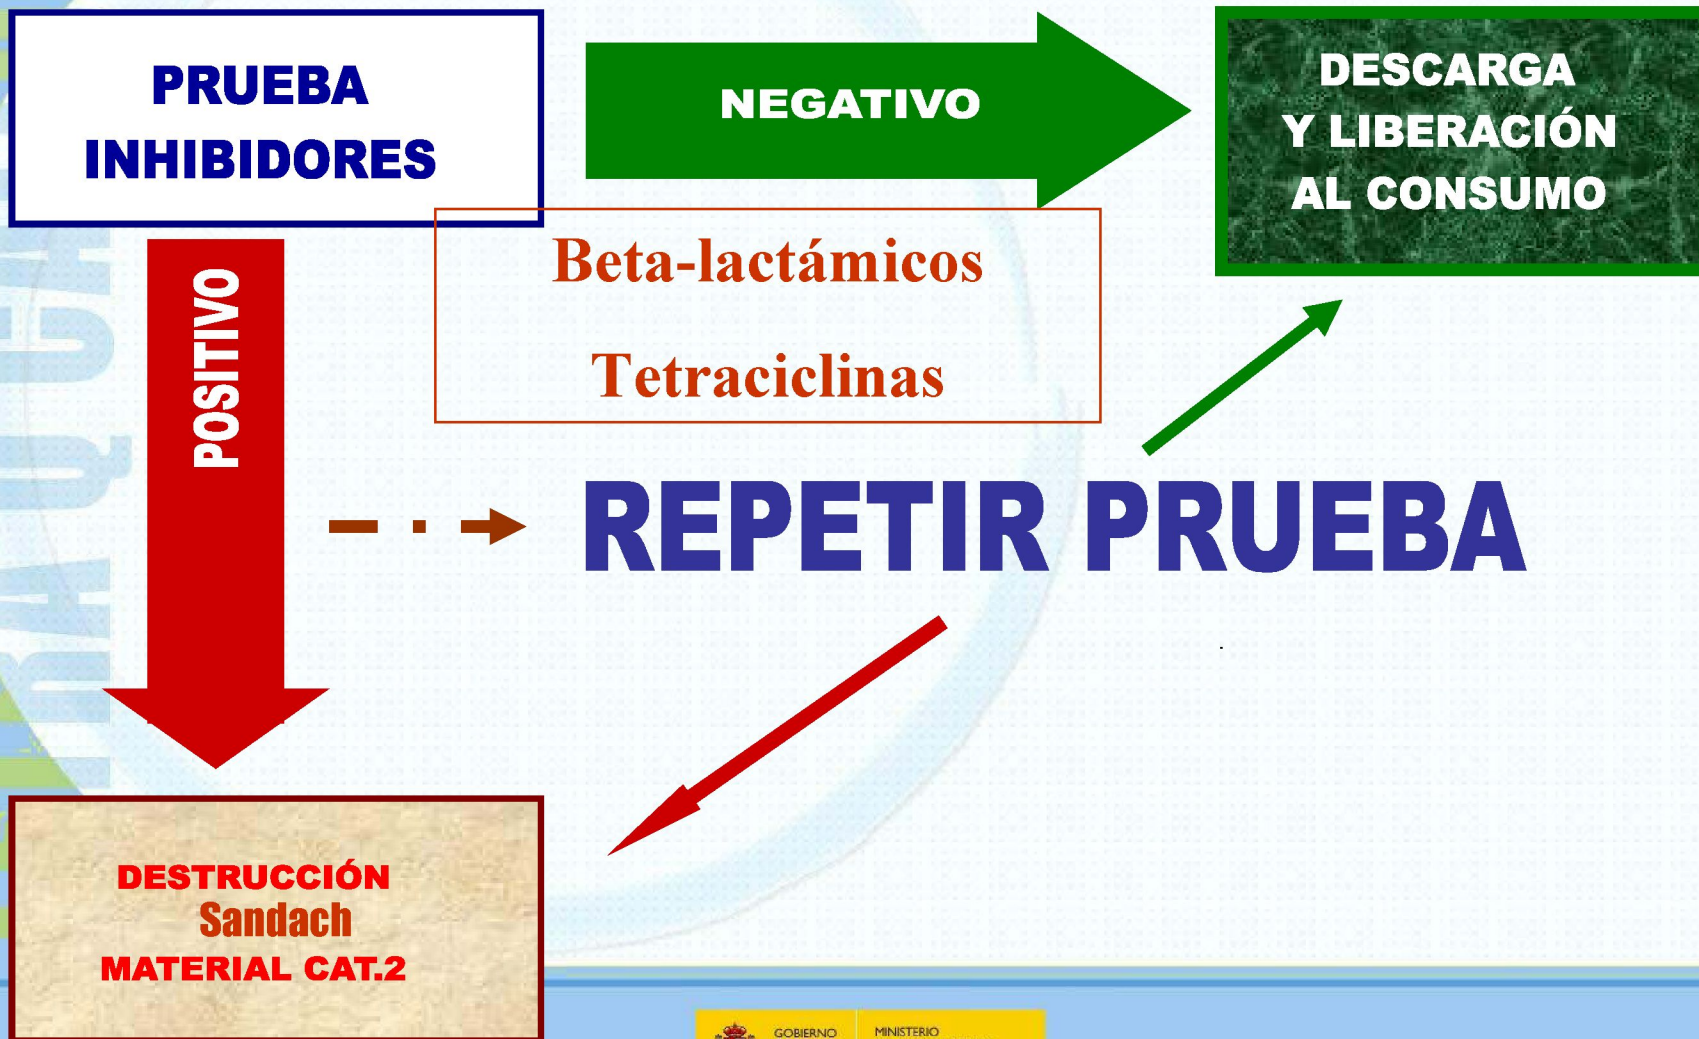 PRUEBA
INHIBIDORES
NEGATIVO
DESCARGA
Y LIBERACIÓN
AL CONSUMO
Beta-lactámicos
Tetraciclinas
POSITIVO
REPETIR PRUEBA
DESTRUCCIÓN
Sandach
MATERIAL CAT.2
GOBIERNO
MINISTERIO